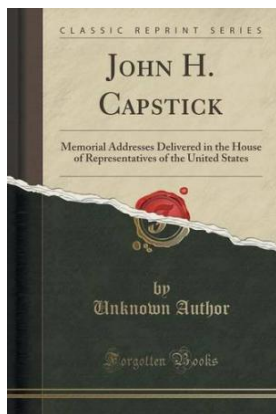 CLASSIC REPRINT SERIES
JOHN H.
CAPSTICK
Memorial Addresses Delivered in the House
of Representatives of the United States
by
Unknown Author
Forgotten Books